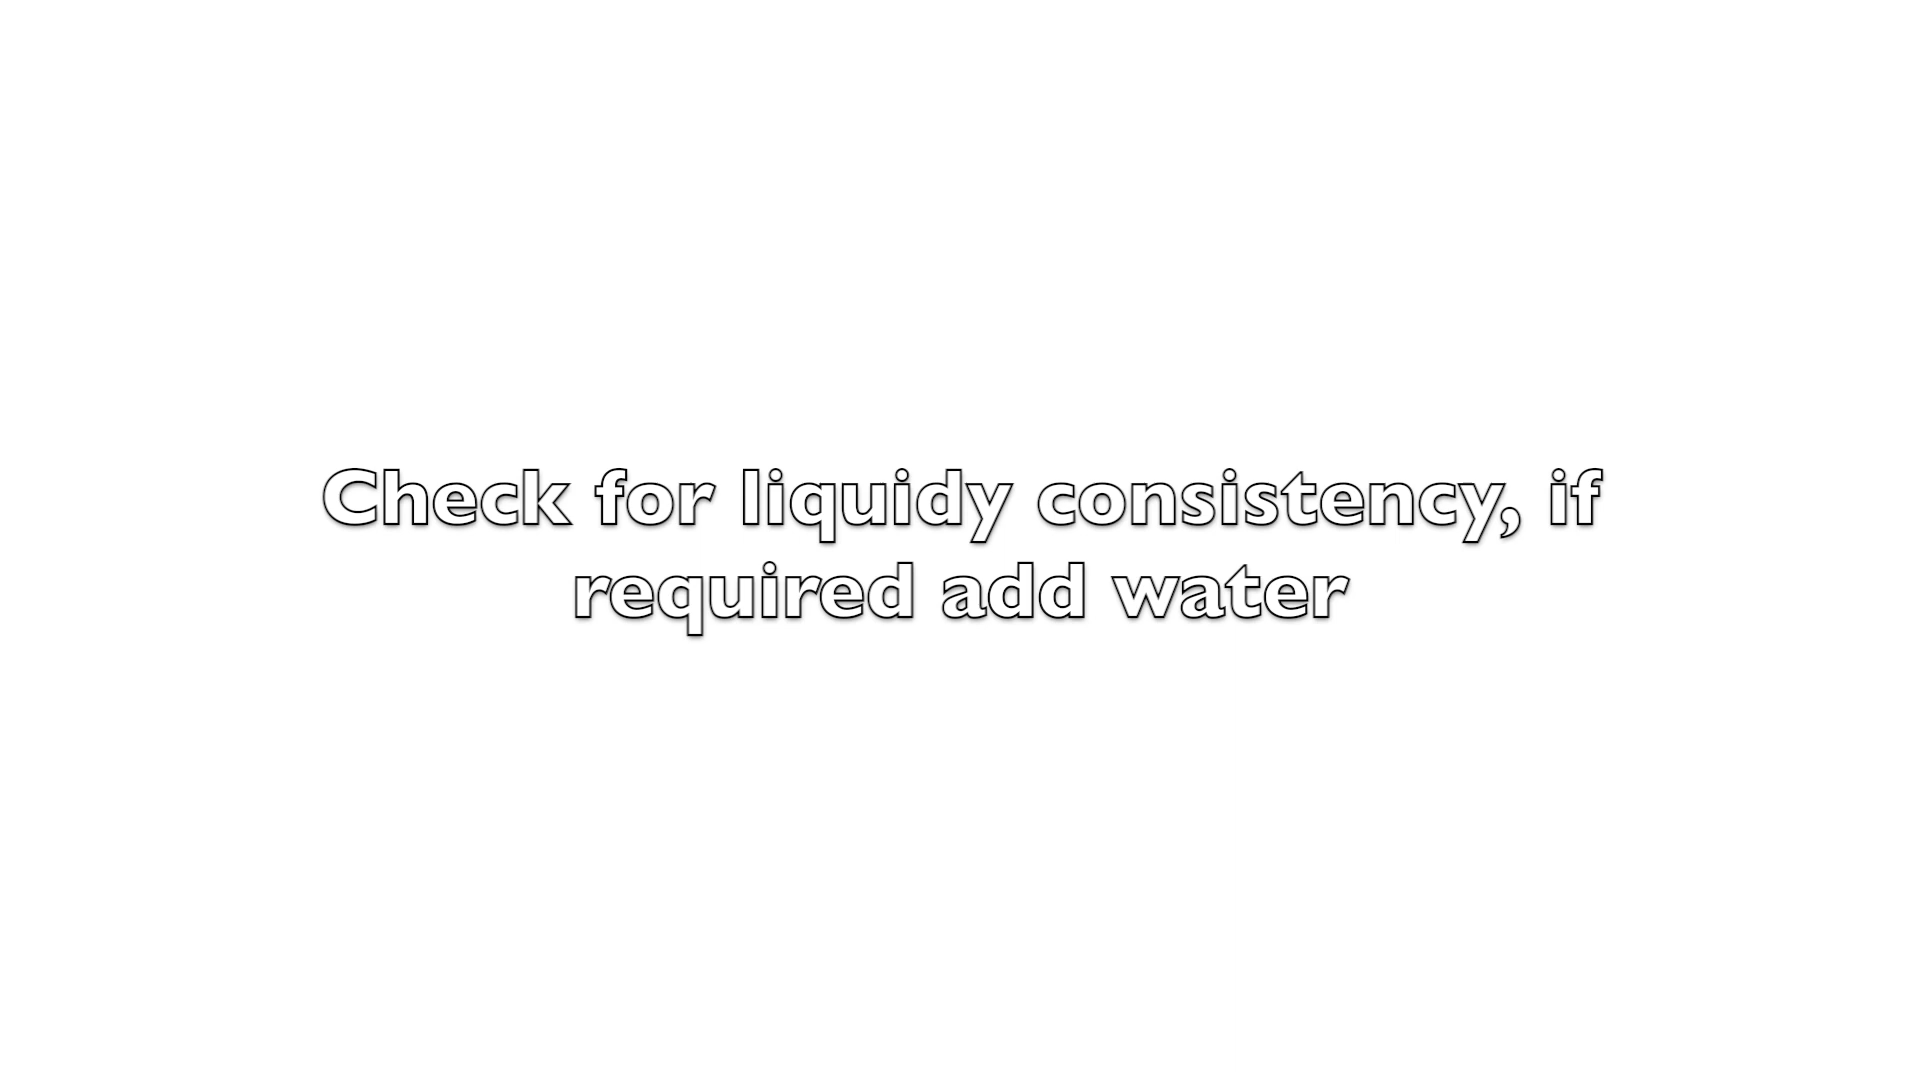 Check for liquidy consistency, if
required add water